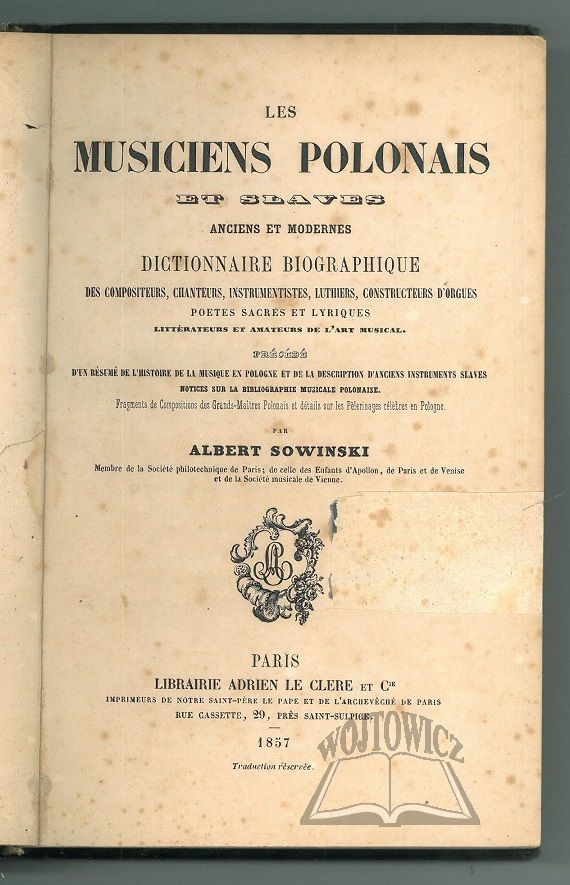 LES
MUSICIENS POLONAIS
ET SLAVES
ANCIENS ET MODERNES
DICTIONNAIRE BIOGRAPHIQUE
DES COMPOSITEURS, CHANTEURS, INSTRUMENTISTES, LUTHIERS, CONSTRUCTEURS D'ORGUES
POETES SACRÉS ET LYRIQUES
LITTÉRATEURS ET AMATEURS DE L'ART MUSICAL.
PRÉCÉDÉ
D'UN RÉSUMÉ DE L'HISTOIRE DE LA MUSIQUE EN POLOGNE ET DE LA DESCRIPTION D'ANCIENS INSTRUMENTS SLAVES
NOTICES SUR LA BIBLIOGRAPHIE MUSICALE POLONAISE.
Fragments de Compositions des Grands-Maîtres Polonais et détails sur les Pèlerinages célèbres en Pologne.
PAR
ALBERT SOWINSKI
Membre de la Société philotechnique de Paris; de celle des Enfants d'Apollon, de Paris et de Venise
et de la Société musicale de Vienne.
PARIS
LIBRAIRIE ADRIEN LE CLERE ET Cie
IMPRIMEURS DE NOTRE SAINT-PÈRE LE PAPE ET DE L'ARCHEVÊCHÉ DE PARIS
RUE CASSETTE, 29, PRÈS SAINT-SULPICE.
1857
Traduction réservée.
WÓJTOWICZ